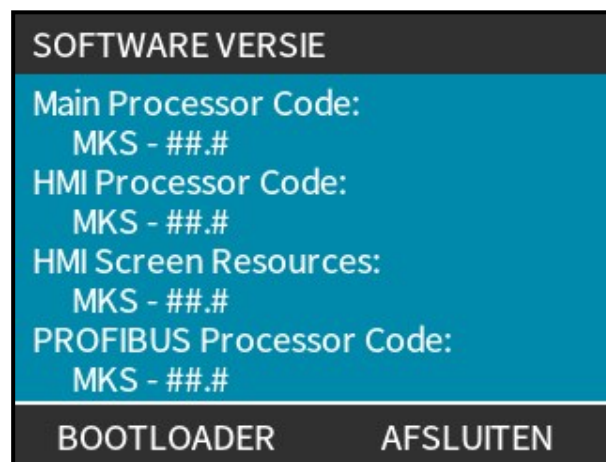 SOFTWARE VERSIE
Main Processor Code:
MKS - ##.#
HMI Processor Code:
MKS - ##.#
HMI Screen Resources:
MKS - ##.#
PROFIBUS Processor Code:
MKS - ##.#
BOOTLOADER AFSLUITEN